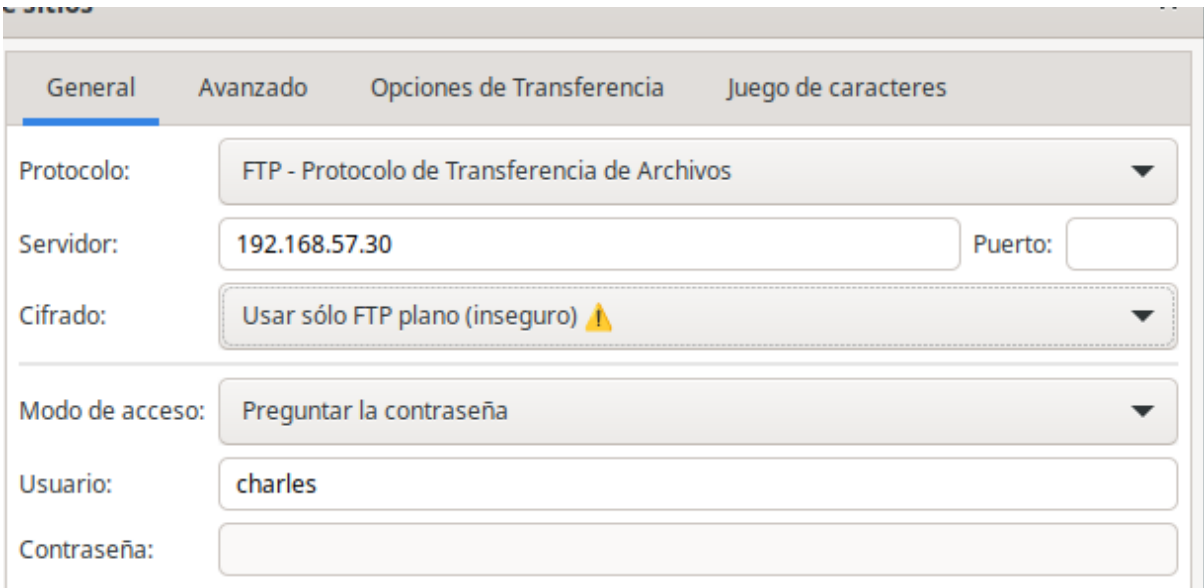 General Avanzado Opciones de Transferencia Juego de caracteres
Protocolo: FTP - Protocolo de Transferencia de Archivos
Servidor: 192.168.57.30 Puerto:
Cifrado: Usar sólo FTP plano (inseguro)
Modo de acceso: Preguntar la contraseña
Usuario: charles
Contraseña: